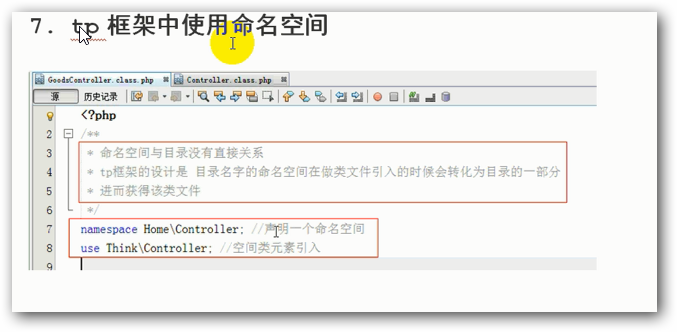 7. tp 框架中使用命名空间
GoodsController.class.php Controller.class.php
源 历史记录
1 <?php
2 /**
3 * 命名空间与目录没有直接关系
4 * tp框架的设计是 目录名字的命名空间在做类文件引入的时候会转化为目录的一部分
5 * 进而获得该类文件
6 */
7 namespace Home\Controller; //声明一个命名空间
8 use Think\Controller; //空间类元素引入
9